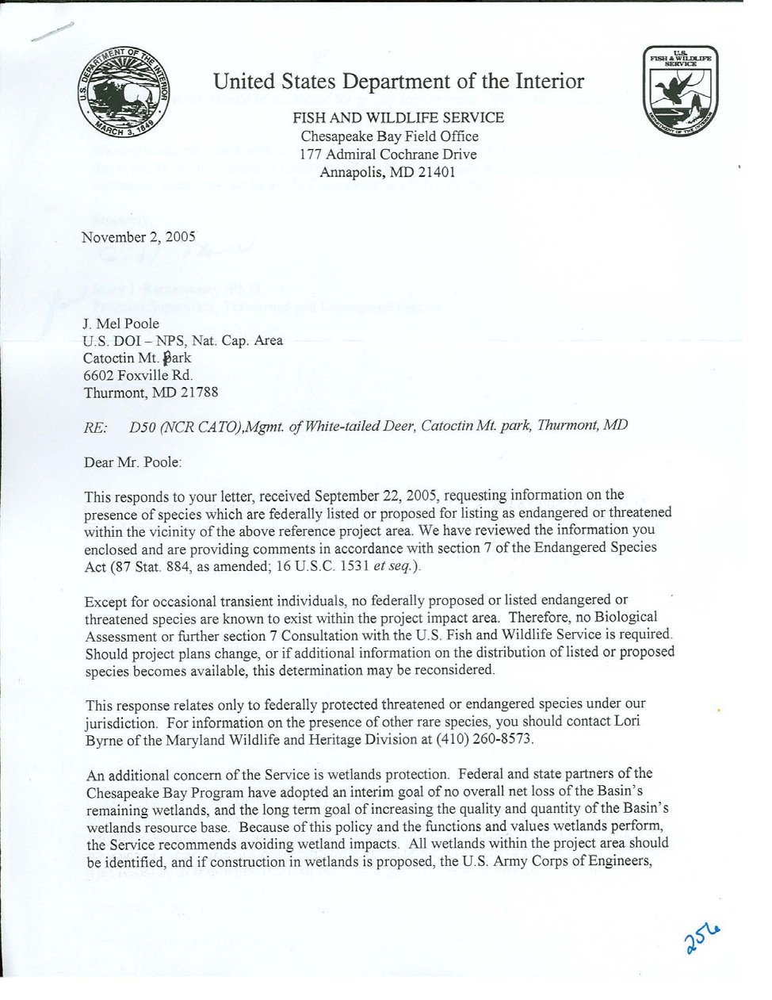 U.S. DEPARTMENT OF THE INTERIOR
MARCH 3, 1849
U.S.
FISH & WILDLIFE
SERVICE
DEPARTMENT OF THE INTERIOR
United States Department of the Interior
FISH AND WILDLIFE SERVICE
Chesapeake Bay Field Office
177 Admiral Cochrane Drive
Annapolis, MD 21401
November 2, 2005
J. Mel Poole
U.S. DOI – NPS, Nat. Cap. Area
Catoctin Mt. Park
6602 Foxville Rd.
Thurmont, MD 21788
RE: D50 (NCR CATO),Mgmt. of White-tailed Deer, Catoctin Mt. park, Thurmont, MD
Dear Mr. Poole:
This responds to your letter, received September 22, 2005, requesting information on the
presence of species which are federally listed or proposed for listing as endangered or threatened
within the vicinity of the above reference project area. We have reviewed the information you
enclosed and are providing comments in accordance with section 7 of the Endangered Species
Act (87 Stat. 884, as amended; 16 U.S.C. 1531 et seq.).
Except for occasional transient individuals, no federally proposed or listed endangered or
threatened species are known to exist within the project impact area. Therefore, no Biological
Assessment or further section 7 Consultation with the U.S. Fish and Wildlife Service is required.
Should project plans change, or if additional information on the distribution of listed or proposed
species becomes available, this determination may be reconsidered.
This response relates only to federally protected threatened or endangered species under our
jurisdiction. For information on the presence of other rare species, you should contact Lori
Byrne of the Maryland Wildlife and Heritage Division at (410) 260-8573.
An additional concern of the Service is wetlands protection. Federal and state partners of the
Chesapeake Bay Program have adopted an interim goal of no overall net loss of the Basin's
remaining wetlands, and the long term goal of increasing the quality and quantity of the Basin's
wetlands resource base. Because of this policy and the functions and values wetlands perform,
the Service recommends avoiding wetland impacts. All wetlands within the project area should
be identified, and if construction in wetlands is proposed, the U.S. Army Corps of Engineers,
256